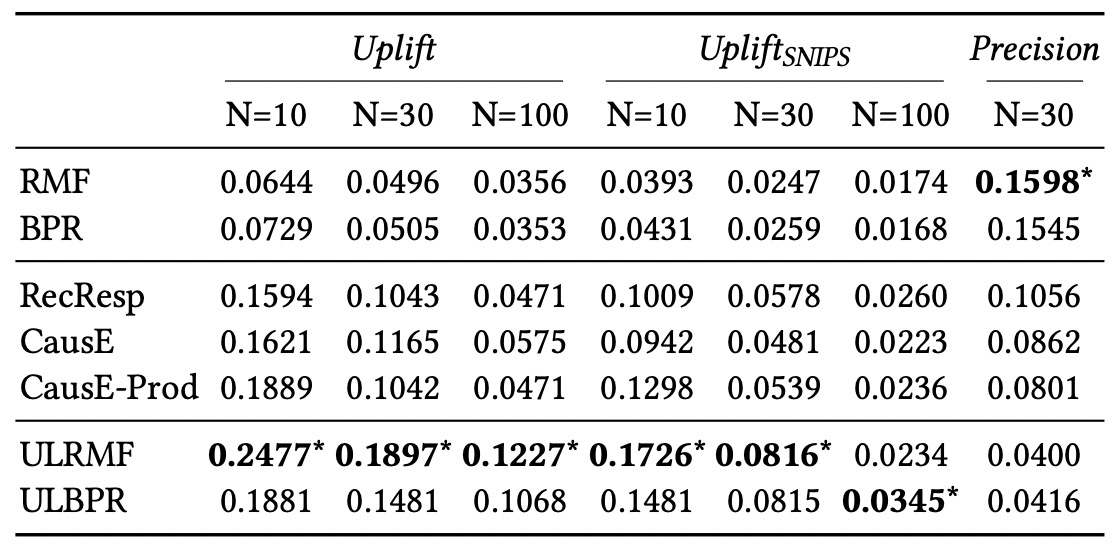 Uplift Uplift_SNIPS Precision
N=10 N=30 N=100 N=10 N=30 N=100 N=30
RMF 0.0644 0.0496 0.0356 0.0393 0.0247 0.0174 0.1598*
BPR 0.0729 0.0505 0.0353 0.0431 0.0259 0.0168 0.1545
RecResp 0.1594 0.1043 0.0471 0.1009 0.0578 0.0260 0.1056
CausE 0.1621 0.1165 0.0575 0.0942 0.0481 0.0223 0.0862
CausE-Prod 0.1889 0.1042 0.0471 0.1298 0.0539 0.0236 0.0801
ULRMF 0.2477* 0.1897* 0.1227* 0.1726* 0.0816* 0.0234 0.0400
ULBPR 0.1881 0.1481 0.1068 0.1481 0.0815 0.0345* 0.0416